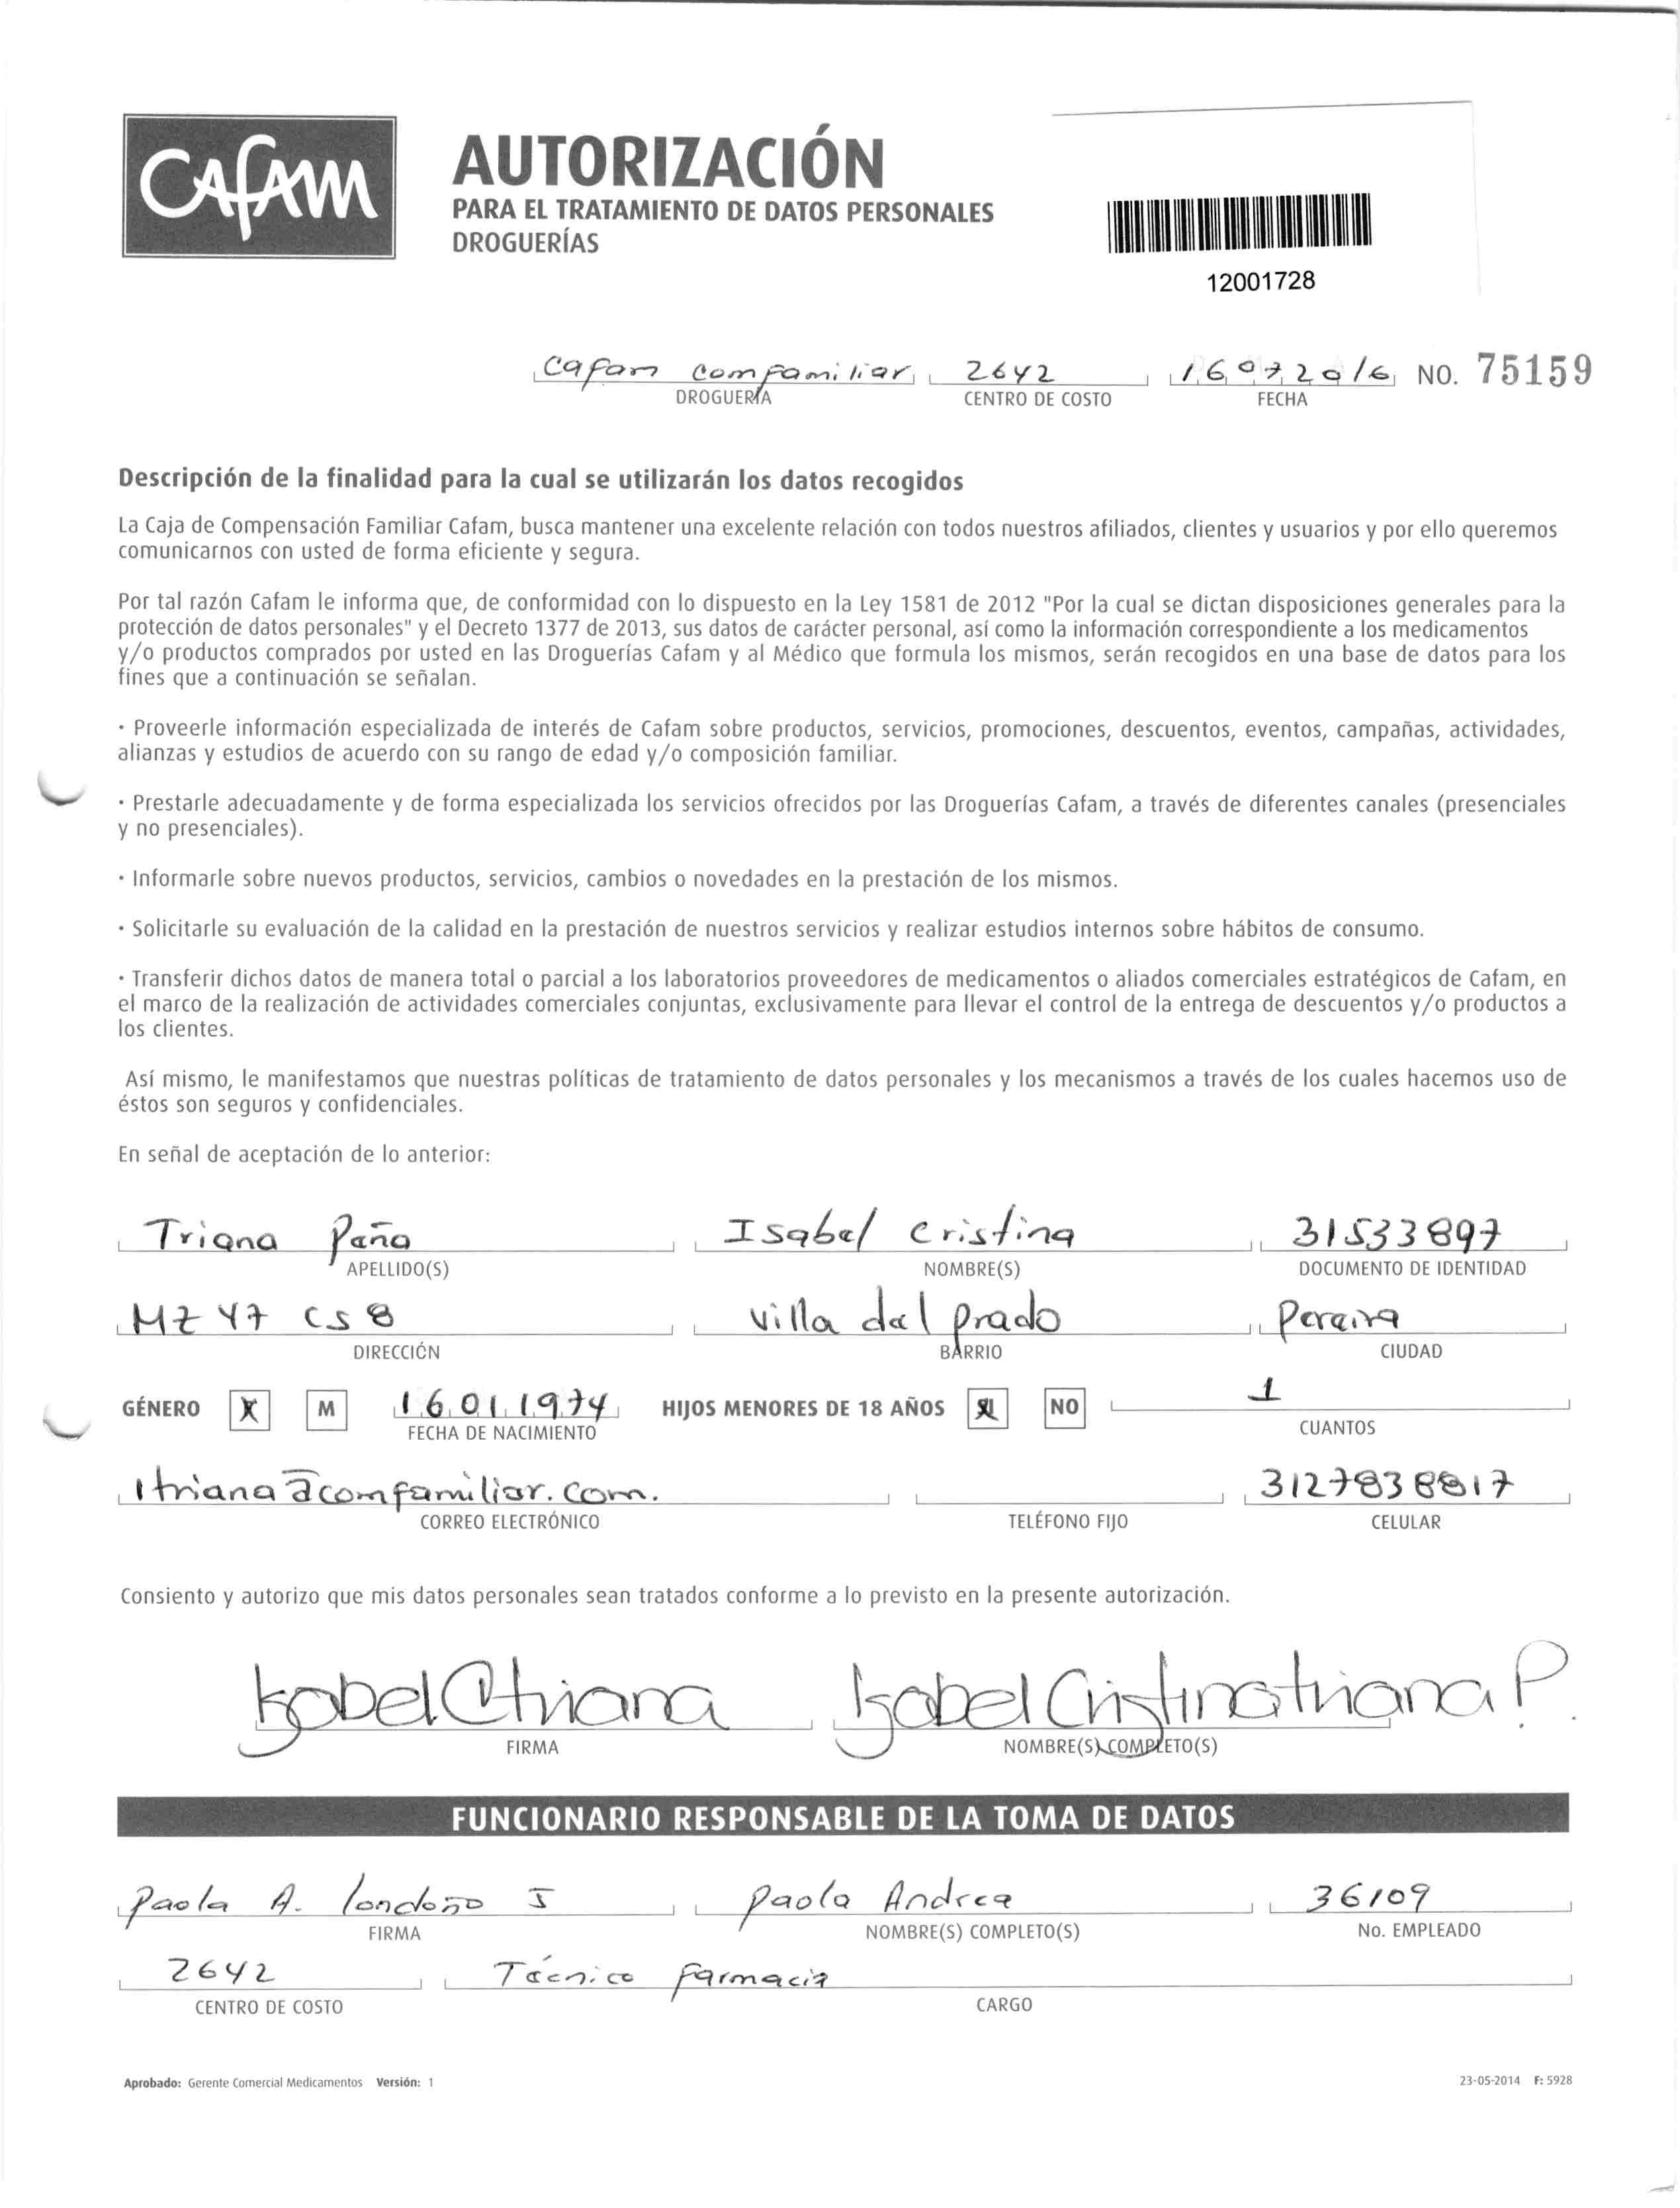 CAFAM
AUTORIZACIÓN
PARA EL TRATAMIENTO DE DATOS PERSONALES
DROGUERÍAS
12001728
Cafam Comfamiliar 2642 16072016 NO. 75159
DROGUERÍA CENTRO DE COSTO FECHA
Descripción de la finalidad para la cual se utilizarán los datos recogidos
La Caja de Compensación Familiar Cafam, busca mantener una excelente relación con todos nuestros afiliados, clientes y usuarios y por ello queremos
comunicarnos con usted de forma eficiente y segura.
Por tal razón Cafam le informa que, de conformidad con lo dispuesto en la Ley 1581 de 2012 "Por la cual se dictan disposiciones generales para la
protección de datos personales" y el Decreto 1377 de 2013, sus datos de carácter personal, así como la información correspondiente a los medicamentos
y/o productos comprados por usted en las Droguerías Cafam y al Médico que formula los mismos, serán recogidos en una base de datos para los
fines que a continuación se señalan.
· Proveerle información especializada de interés de Cafam sobre productos, servicios, promociones, descuentos, eventos, campañas, actividades,
alianzas y estudios de acuerdo con su rango de edad y/o composición familiar.
· Prestarle adecuadamente y de forma especializada los servicios ofrecidos por las Droguerías Cafam, a través de diferentes canales (presenciales
y no presenciales).
· Informarle sobre nuevos productos, servicios, cambios o novedades en la prestación de los mismos.
· Solicitarle su evaluación de la calidad en la prestación de nuestros servicios y realizar estudios internos sobre hábitos de consumo.
· Transferir dichos datos de manera total o parcial a los laboratorios proveedores de medicamentos o aliados comerciales estratégicos de Cafam, en
el marco de la realización de actividades comerciales conjuntas, exclusivamente para llevar el control de la entrega de descuentos y/o productos a
los clientes.
Así mismo, le manifestamos que nuestras políticas de tratamiento de datos personales y los mecanismos a través de los cuales hacemos uso de
éstos son seguros y confidenciales.
En señal de aceptación de lo anterior:
Triana Peña Isabel Cristina 31533897
APELLIDO(S) NOMBRE(S) DOCUMENTO DE IDENTIDAD
Mz 47 cs 8 Villa del prado Pereira
DIRECCIÓN BARRIO CIUDAD
GÉNERO X M 16011974 HIJOS MENORES DE 18 AÑOS SI NO 1
FECHA DE NACIMIENTO CUANTOS
itriana@comfamiliar.com. 3127838817
CORREO ELECTRÓNICO TELÉFONO FIJO CELULAR
Consiento y autorizo que mis datos personales sean tratados conforme a lo previsto en la presente autorización.
Isabel C triana Isabel Cristina triana P.
FIRMA NOMBRE(S) COMPLETO(S)
FUNCIONARIO RESPONSABLE DE LA TOMA DE DATOS
Paola A. londoño I Paola Andrea 36109
FIRMA NOMBRE(S) COMPLETO(S) No. EMPLEADO
2642 Técnico farmacia
CENTRO DE COSTO CARGO
Aprobado: Gerente Comercial Medicamentos Versión: 1 23-05-2014 F: 5928